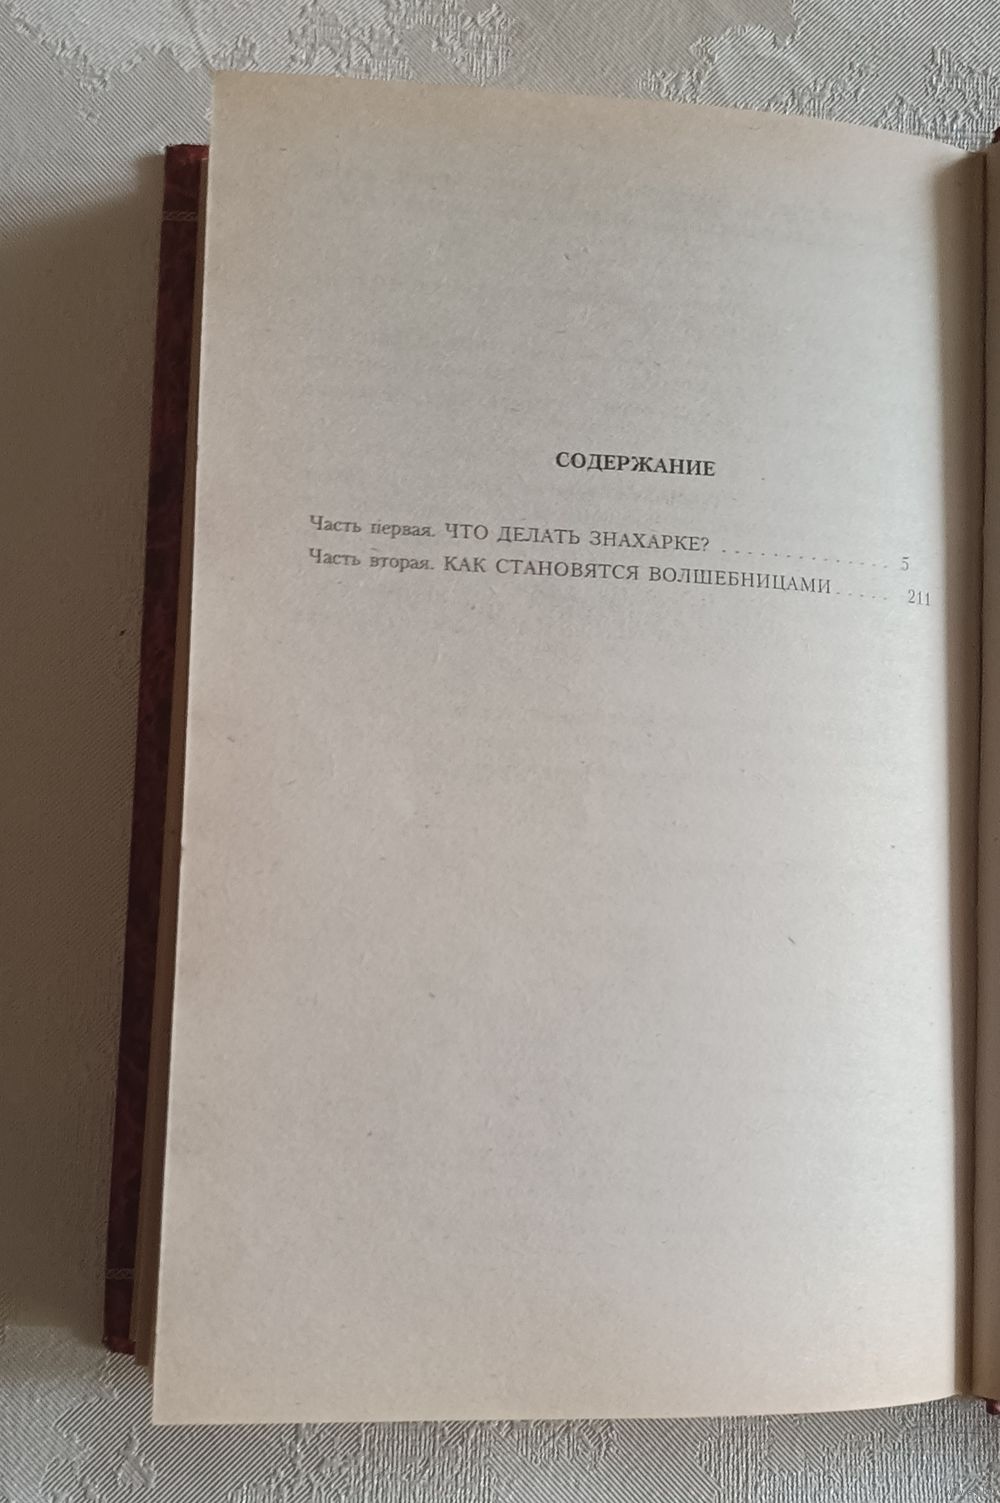 СОДЕРЖАНИЕ
Часть первая. ЧТО ДЕЛАТЬ ЗНАХАРКЕ? . . . . . . . . . . . . . . . . 5
Часть вторая. КАК СТАНОВЯТСЯ ВОЛШЕБНИЦАМИ . . . . . 211